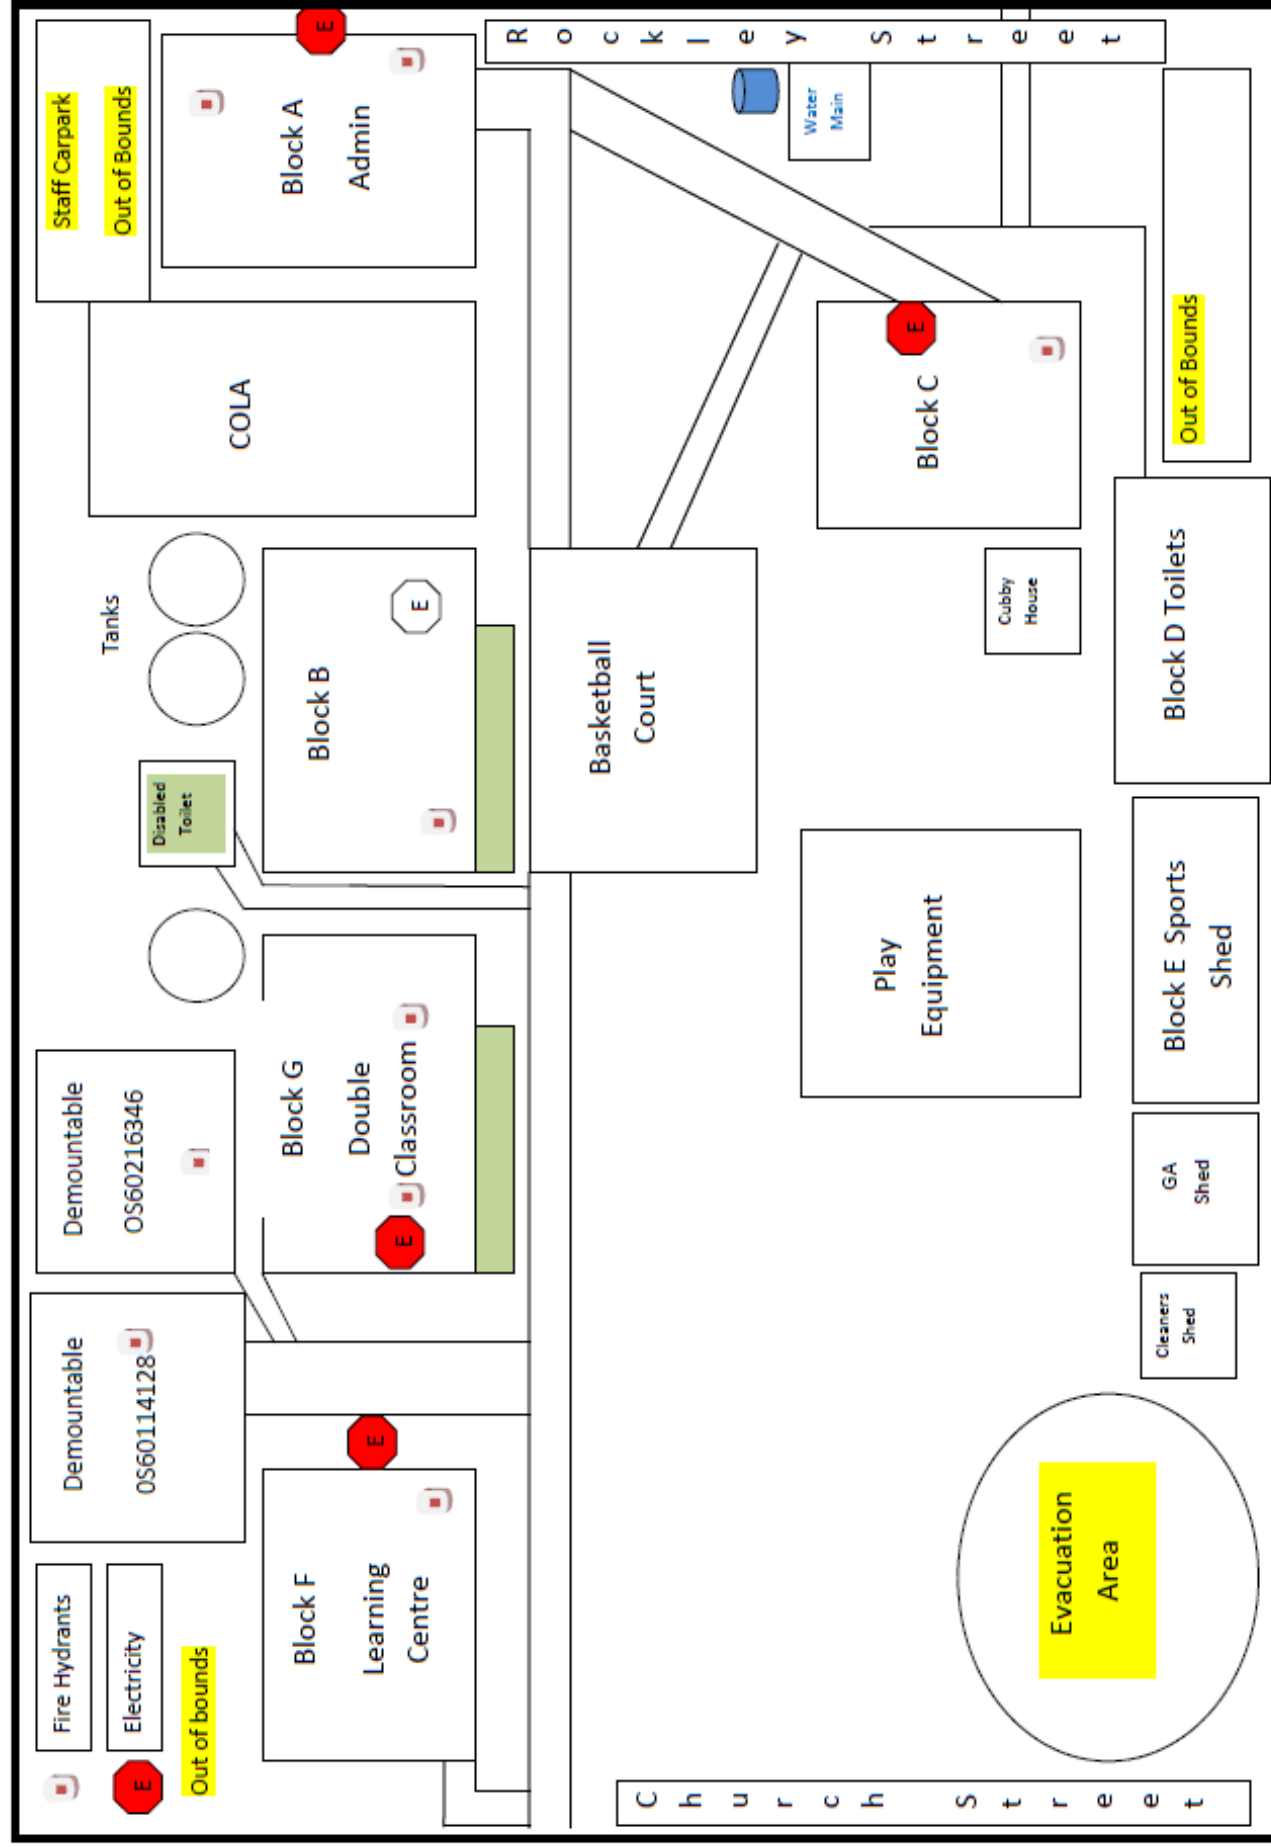 Fire Hydrants
E
Electricity
Out of bounds
Demountable
0S60114128
Demountable
OS60216346
Disabled
Toilet
Tanks
Staff Carpark
Out of Bounds
Block F
Learning
Centre
E
Block G
Double
Classroom
E
Block B
E
COLA
Block A
Admin
E
Basketball
Court
Rockley Street
Water
Main
Church Street
Play
Equipment
Cubby
House
Block C
E
Evacuation
Area
Cleaners
Shed
GA
Shed
Block E Sports
Shed
Block D Toilets
Out of Bounds